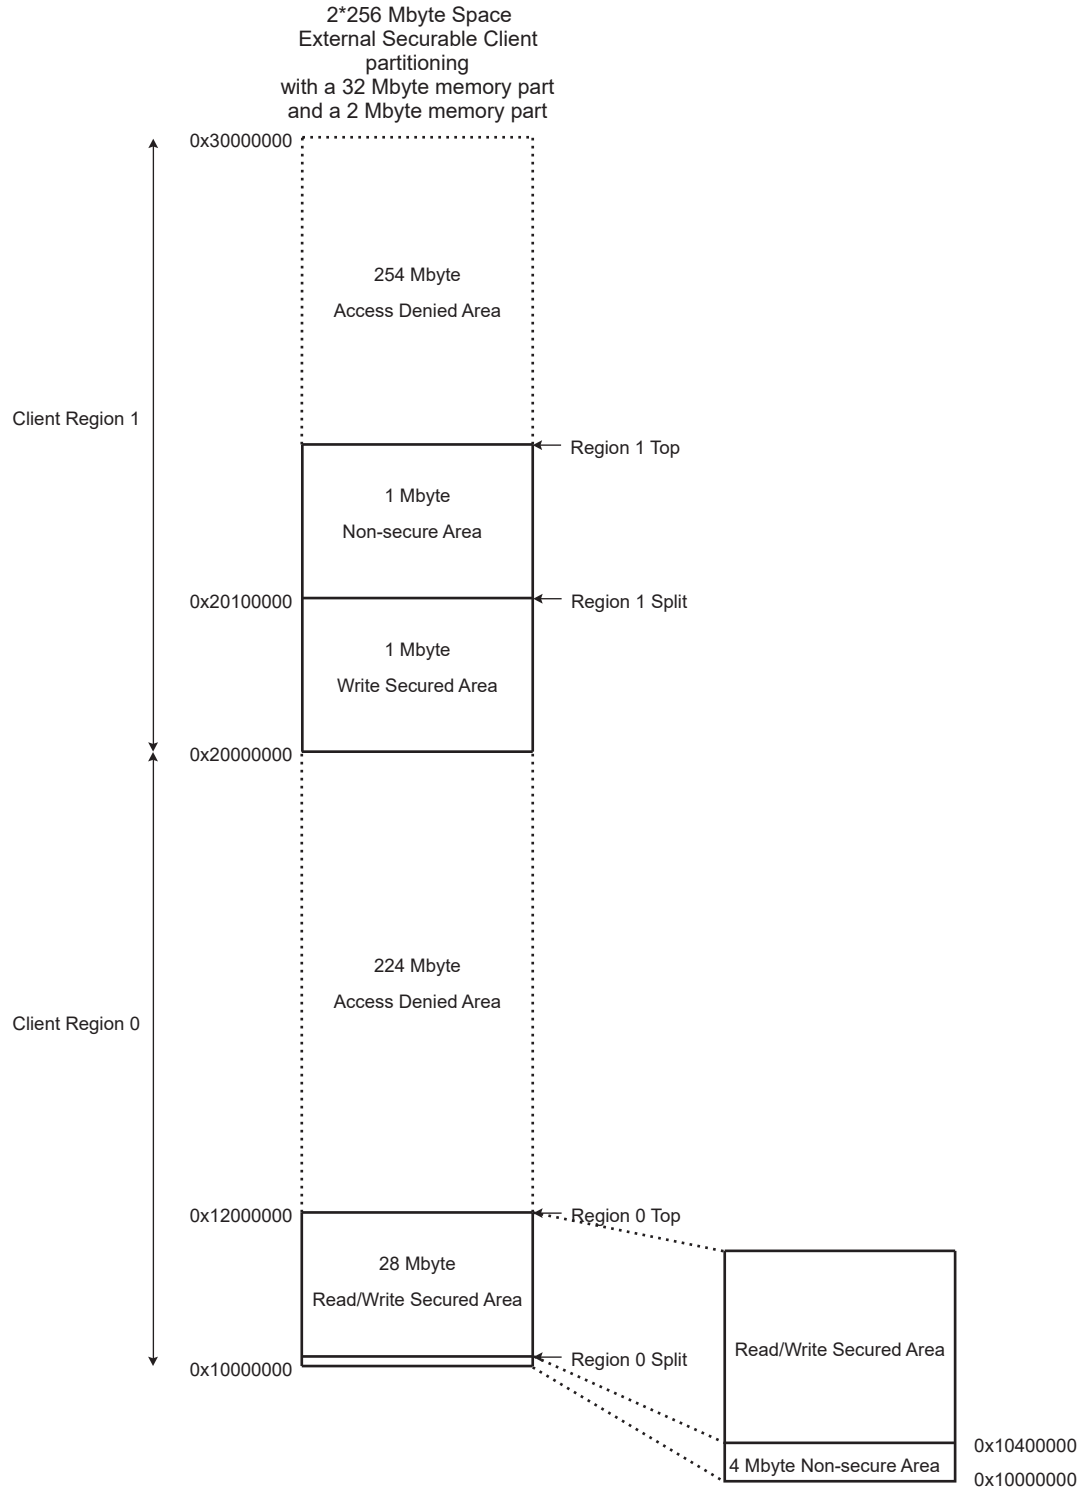 2*256 Mbyte Space
External Securable Client
partitioning
with a 32 Mbyte memory part
and a 2 Mbyte memory part
0x30000000
254 Mbyte
Access Denied Area
Client Region 1
Region 1 Top
1 Mbyte
Non-secure Area
0x20100000
Region 1 Split
1 Mbyte
Write Secured Area
0x20000000
224 Mbyte
Access Denied Area
Client Region 0
0x12000000
Region 0 Top
28 Mbyte
Read/Write Secured Area
Read/Write Secured Area
Region 0 Split
0x10000000
0x10400000
4 Mbyte Non-secure Area
0x10000000